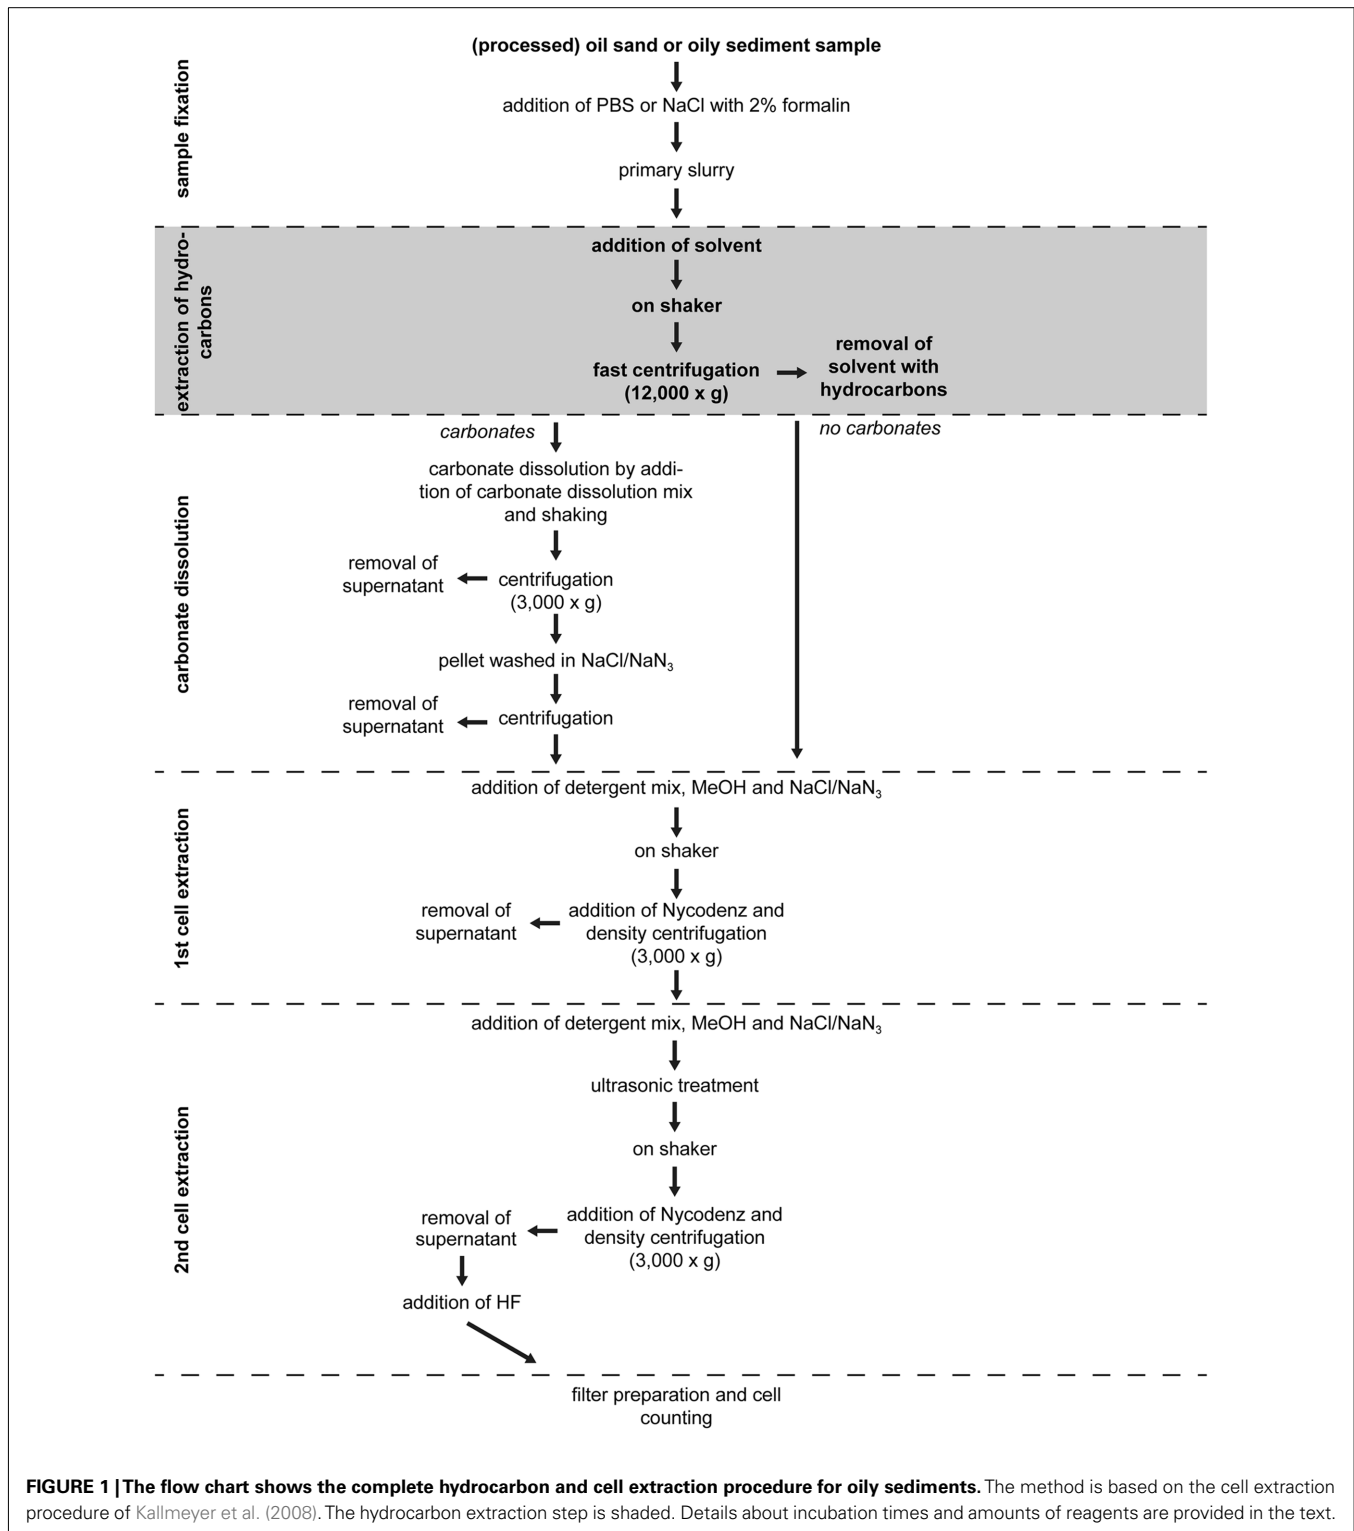 (processed) oil sand or oily sediment sample
sample fixation
addition of PBS or NaCl with 2% formalin
primary slurry
extraction of hydro-
carbons
addition of solvent
on shaker
fast centrifugation
(12,000 x g)
removal of
solvent with
hydrocarbons
carbonates
no carbonates
carbonate dissolution
carbonate dissolution by addi-
tion of carbonate dissolution mix
and shaking
removal of
supernatant
centrifugation
(3,000 x g)
pellet washed in NaCl/NaN₃
removal of
supernatant
centrifugation
1st cell extraction
addition of detergent mix, MeOH and NaCl/NaN₃
on shaker
removal of
supernatant
addition of Nycodenz and
density centrifugation
(3,000 x g)
2nd cell extraction
addition of detergent mix, MeOH and NaCl/NaN₃
ultrasonic treatment
on shaker
removal of
supernatant
addition of Nycodenz and
density centrifugation
(3,000 x g)
addition of HF
filter preparation and cell
counting
FIGURE 1 | The flow chart shows the complete hydrocarbon and cell extraction procedure for oily sediments. The method is based on the cell extraction
procedure of Kallmeyer et al. (2008). The hydrocarbon extraction step is shaded. Details about incubation times and amounts of reagents are provided in the text.